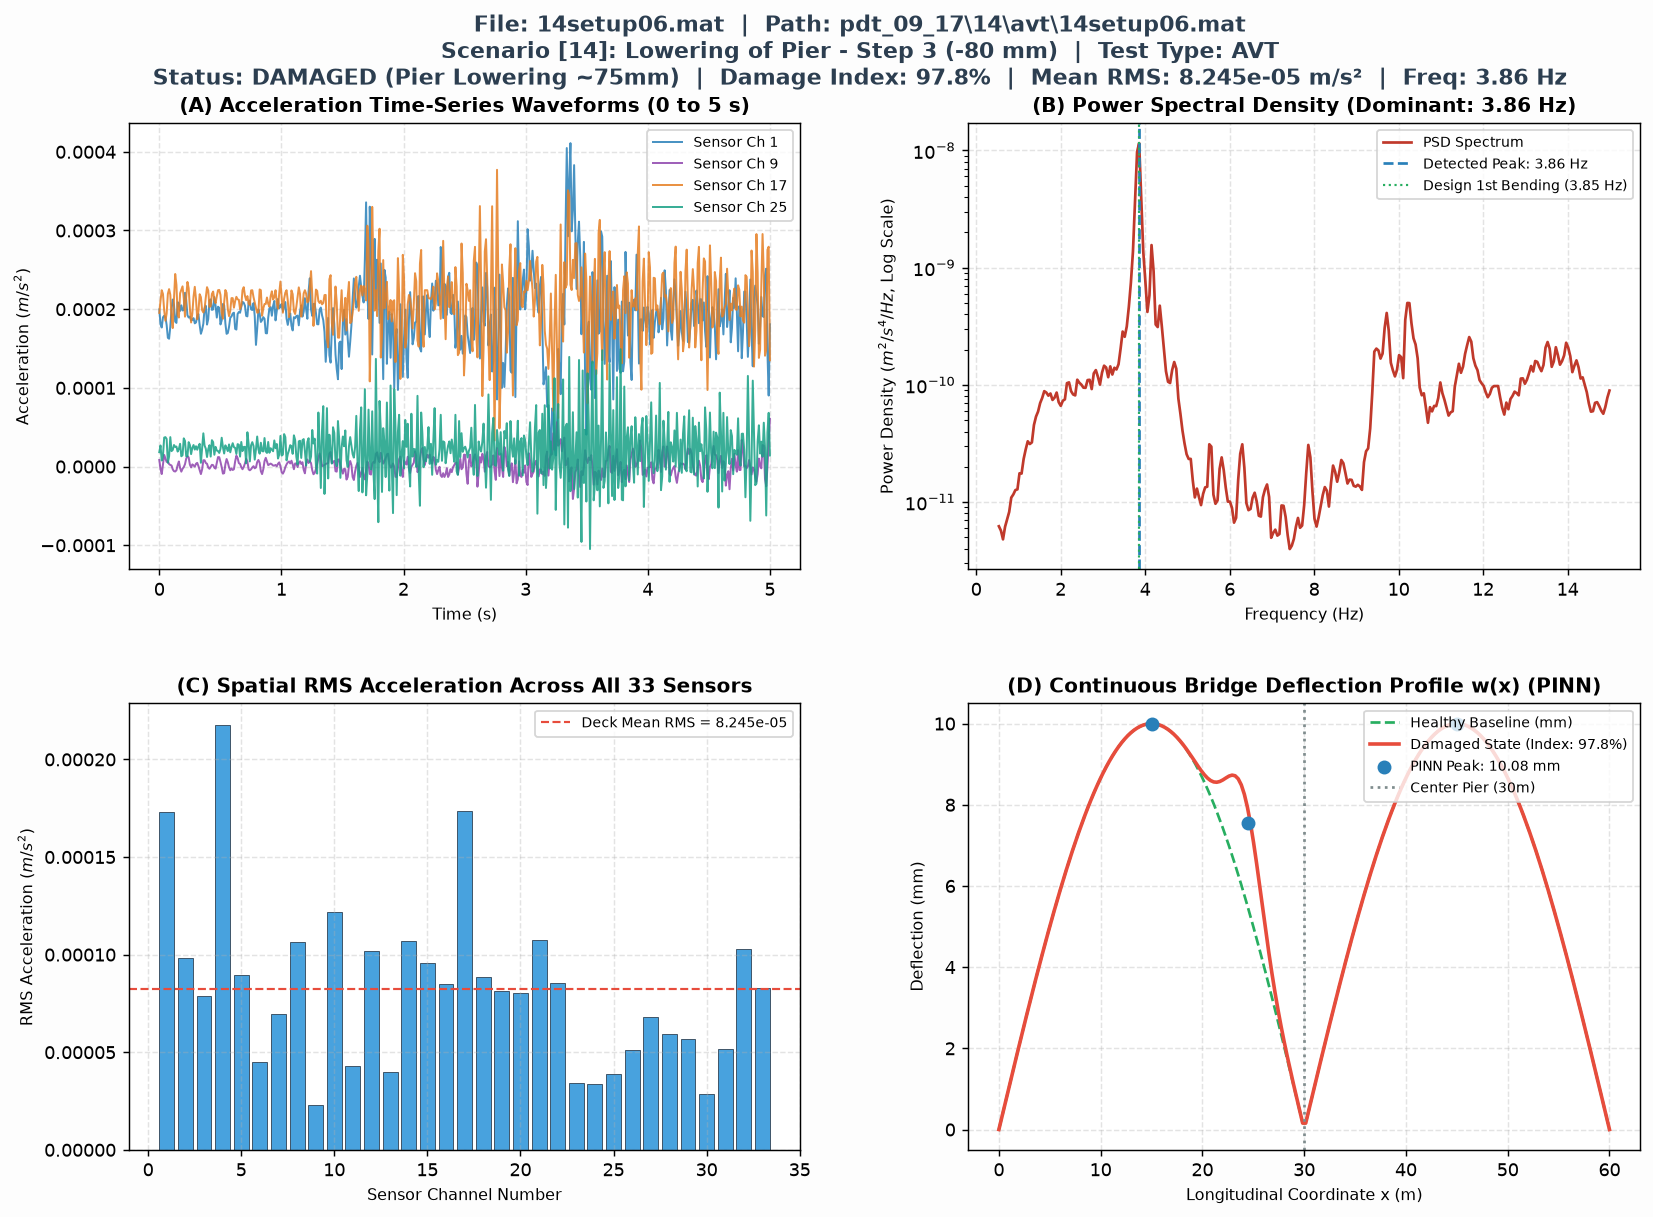 File: 14setup06.mat | Path: pdt_09_17\14\avt\14setup06.mat
Scenario [14]: Lowering of Pier - Step 3 (-80 mm) | Test Type: AVT
Status: DAMAGED (Pier Lowering ~75mm) | Damage Index: 97.8% | Mean RMS: 8.245e-05 m/s² | Freq: 3.86 Hz
(A) Acceleration Time-Series Waveforms (0 to 5 s)
Sensor Ch 1
Sensor Ch 9
Sensor Ch 17
Sensor Ch 25
0.0004
0.0003
0.0002
0.0001
0.0000
−0.0001
Acceleration (m/s²)
0 1 2 3 4 5
Time (s)
(B) Power Spectral Density (Dominant: 3.86 Hz)
PSD Spectrum
Detected Peak: 3.86 Hz
Design 1st Bending (3.85 Hz)
10⁻⁸
10⁻⁹
10⁻¹⁰
10⁻¹¹
Power Density (m²/s⁴/Hz, Log Scale)
0 2 4 6 8 10 12 14
Frequency (Hz)
(C) Spatial RMS Acceleration Across All 33 Sensors
Deck Mean RMS = 8.245e-05
0.00020
0.00015
0.00010
0.00005
0.00000
RMS Acceleration (m/s²)
0 5 10 15 20 25 30 35
Sensor Channel Number
(D) Continuous Bridge Deflection Profile w(x) (PINN)
Healthy Baseline (mm)
Damaged State (Index: 97.8%)
PINN Peak: 10.08 mm
Center Pier (30m)
10
8
6
4
2
0
Deflection (mm)
0 10 20 30 40 50 60
Longitudinal Coordinate x (m)